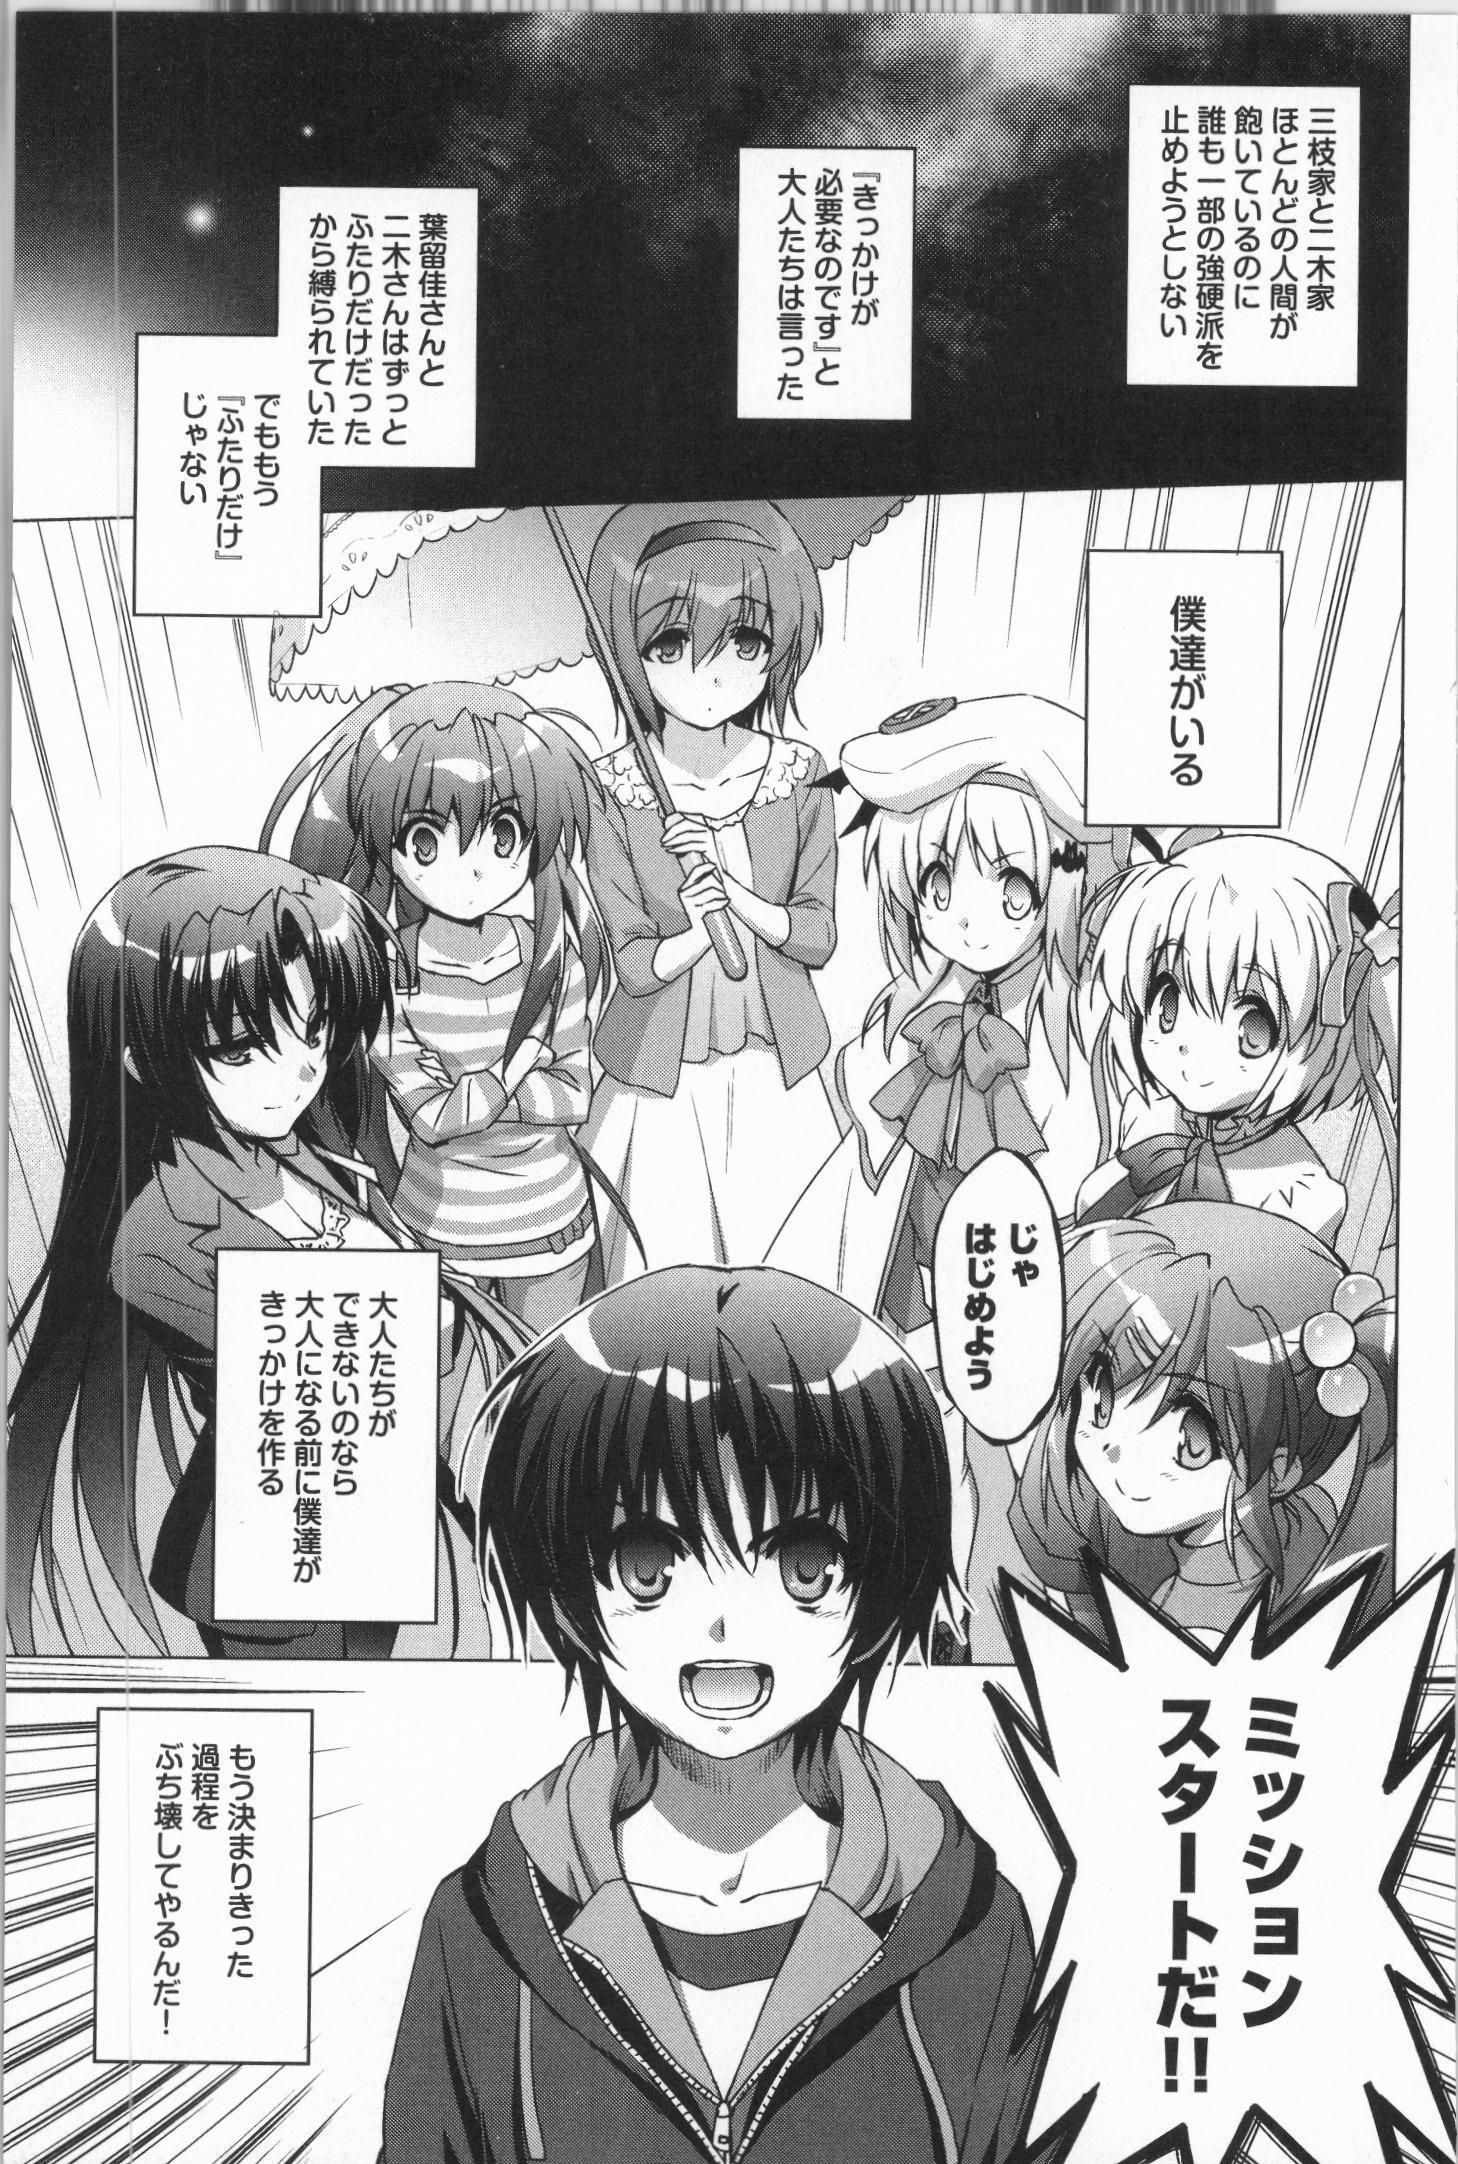 三枝家と二木家
ほとんどの人間が
飽いているのに
誰も一部の強硬派を
止めようとしない
『きっかけが
必要なのです』と
大人たちは言った
葉留佳さんと
二木さんはずっと
ふたりだけだった
から縛られていた
でももう
『ふたりだけ』
じゃない
僕達がいる
じゃ
はじめよう
大人たちが
できないのなら
大人になる前に僕達が
きっかけを作る
ミッション
スタートだ!!
もう決まりきった
過程を
ぶち壊してやるんだ!